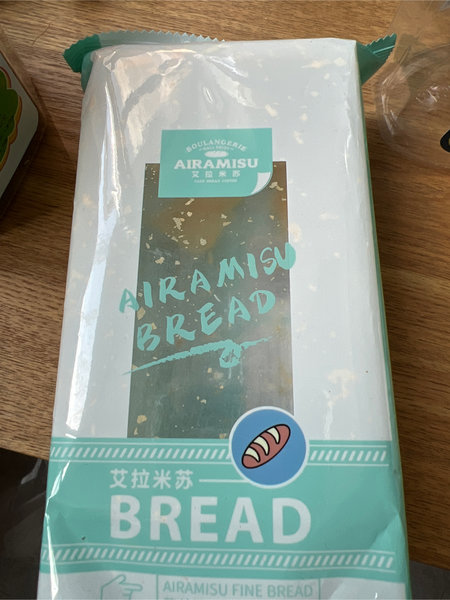 BOULANGERIE
AIRAMISU
艾拉米苏
AIRAMISU
BREAD
艾拉米苏
BREAD
AIRAMISU FINE BREAD